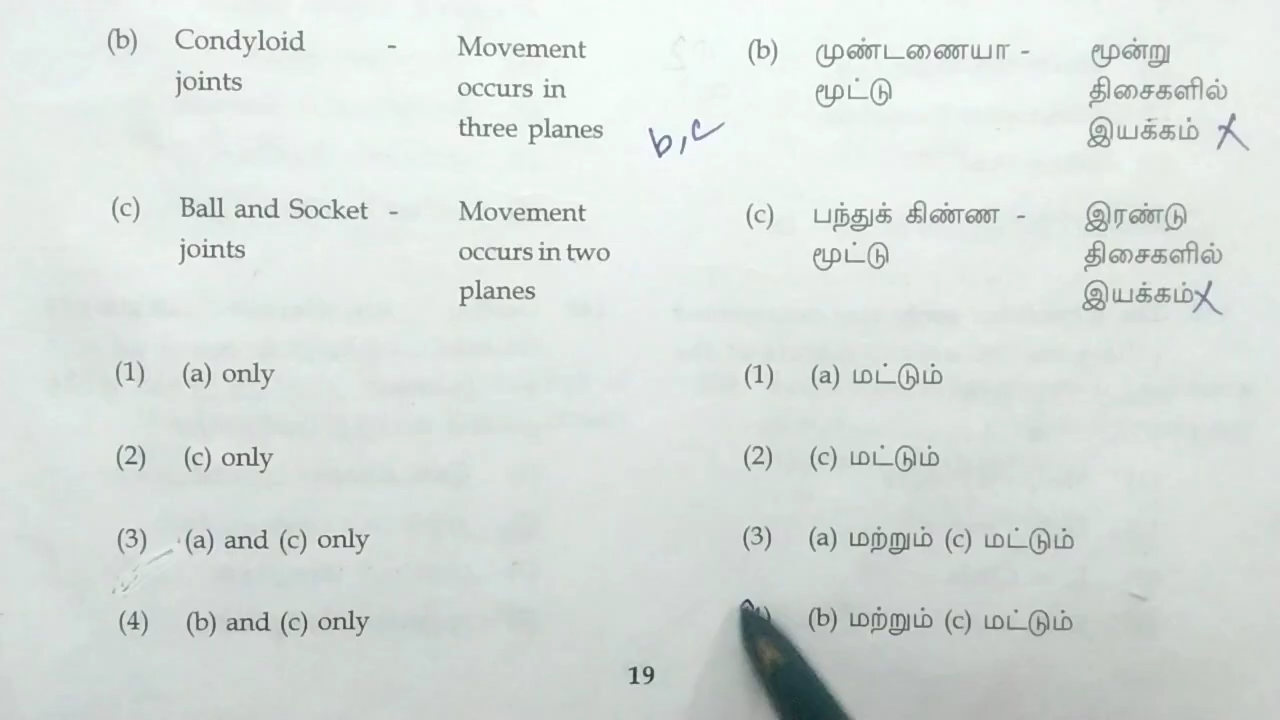 (b) Condyloid - Movement
joints occurs in
three planes
b,c
(c) Ball and Socket - Movement
joints occurs in two
planes
(1) (a) only
(2) (c) only
(3) (a) and (c) only
(4) (b) and (c) only
(b) முண்டணையா - மூன்று
மூட்டு திசைகளில்
இயக்கம் X
(c) பந்துக் கிண்ண - இரண்டு
மூட்டு திசைகளில்
இயக்கம் X
(1) (a) மட்டும்
(2) (c) மட்டும்
(3) (a) மற்றும் (c) மட்டும்
(b) மற்றும் (c) மட்டும்
19